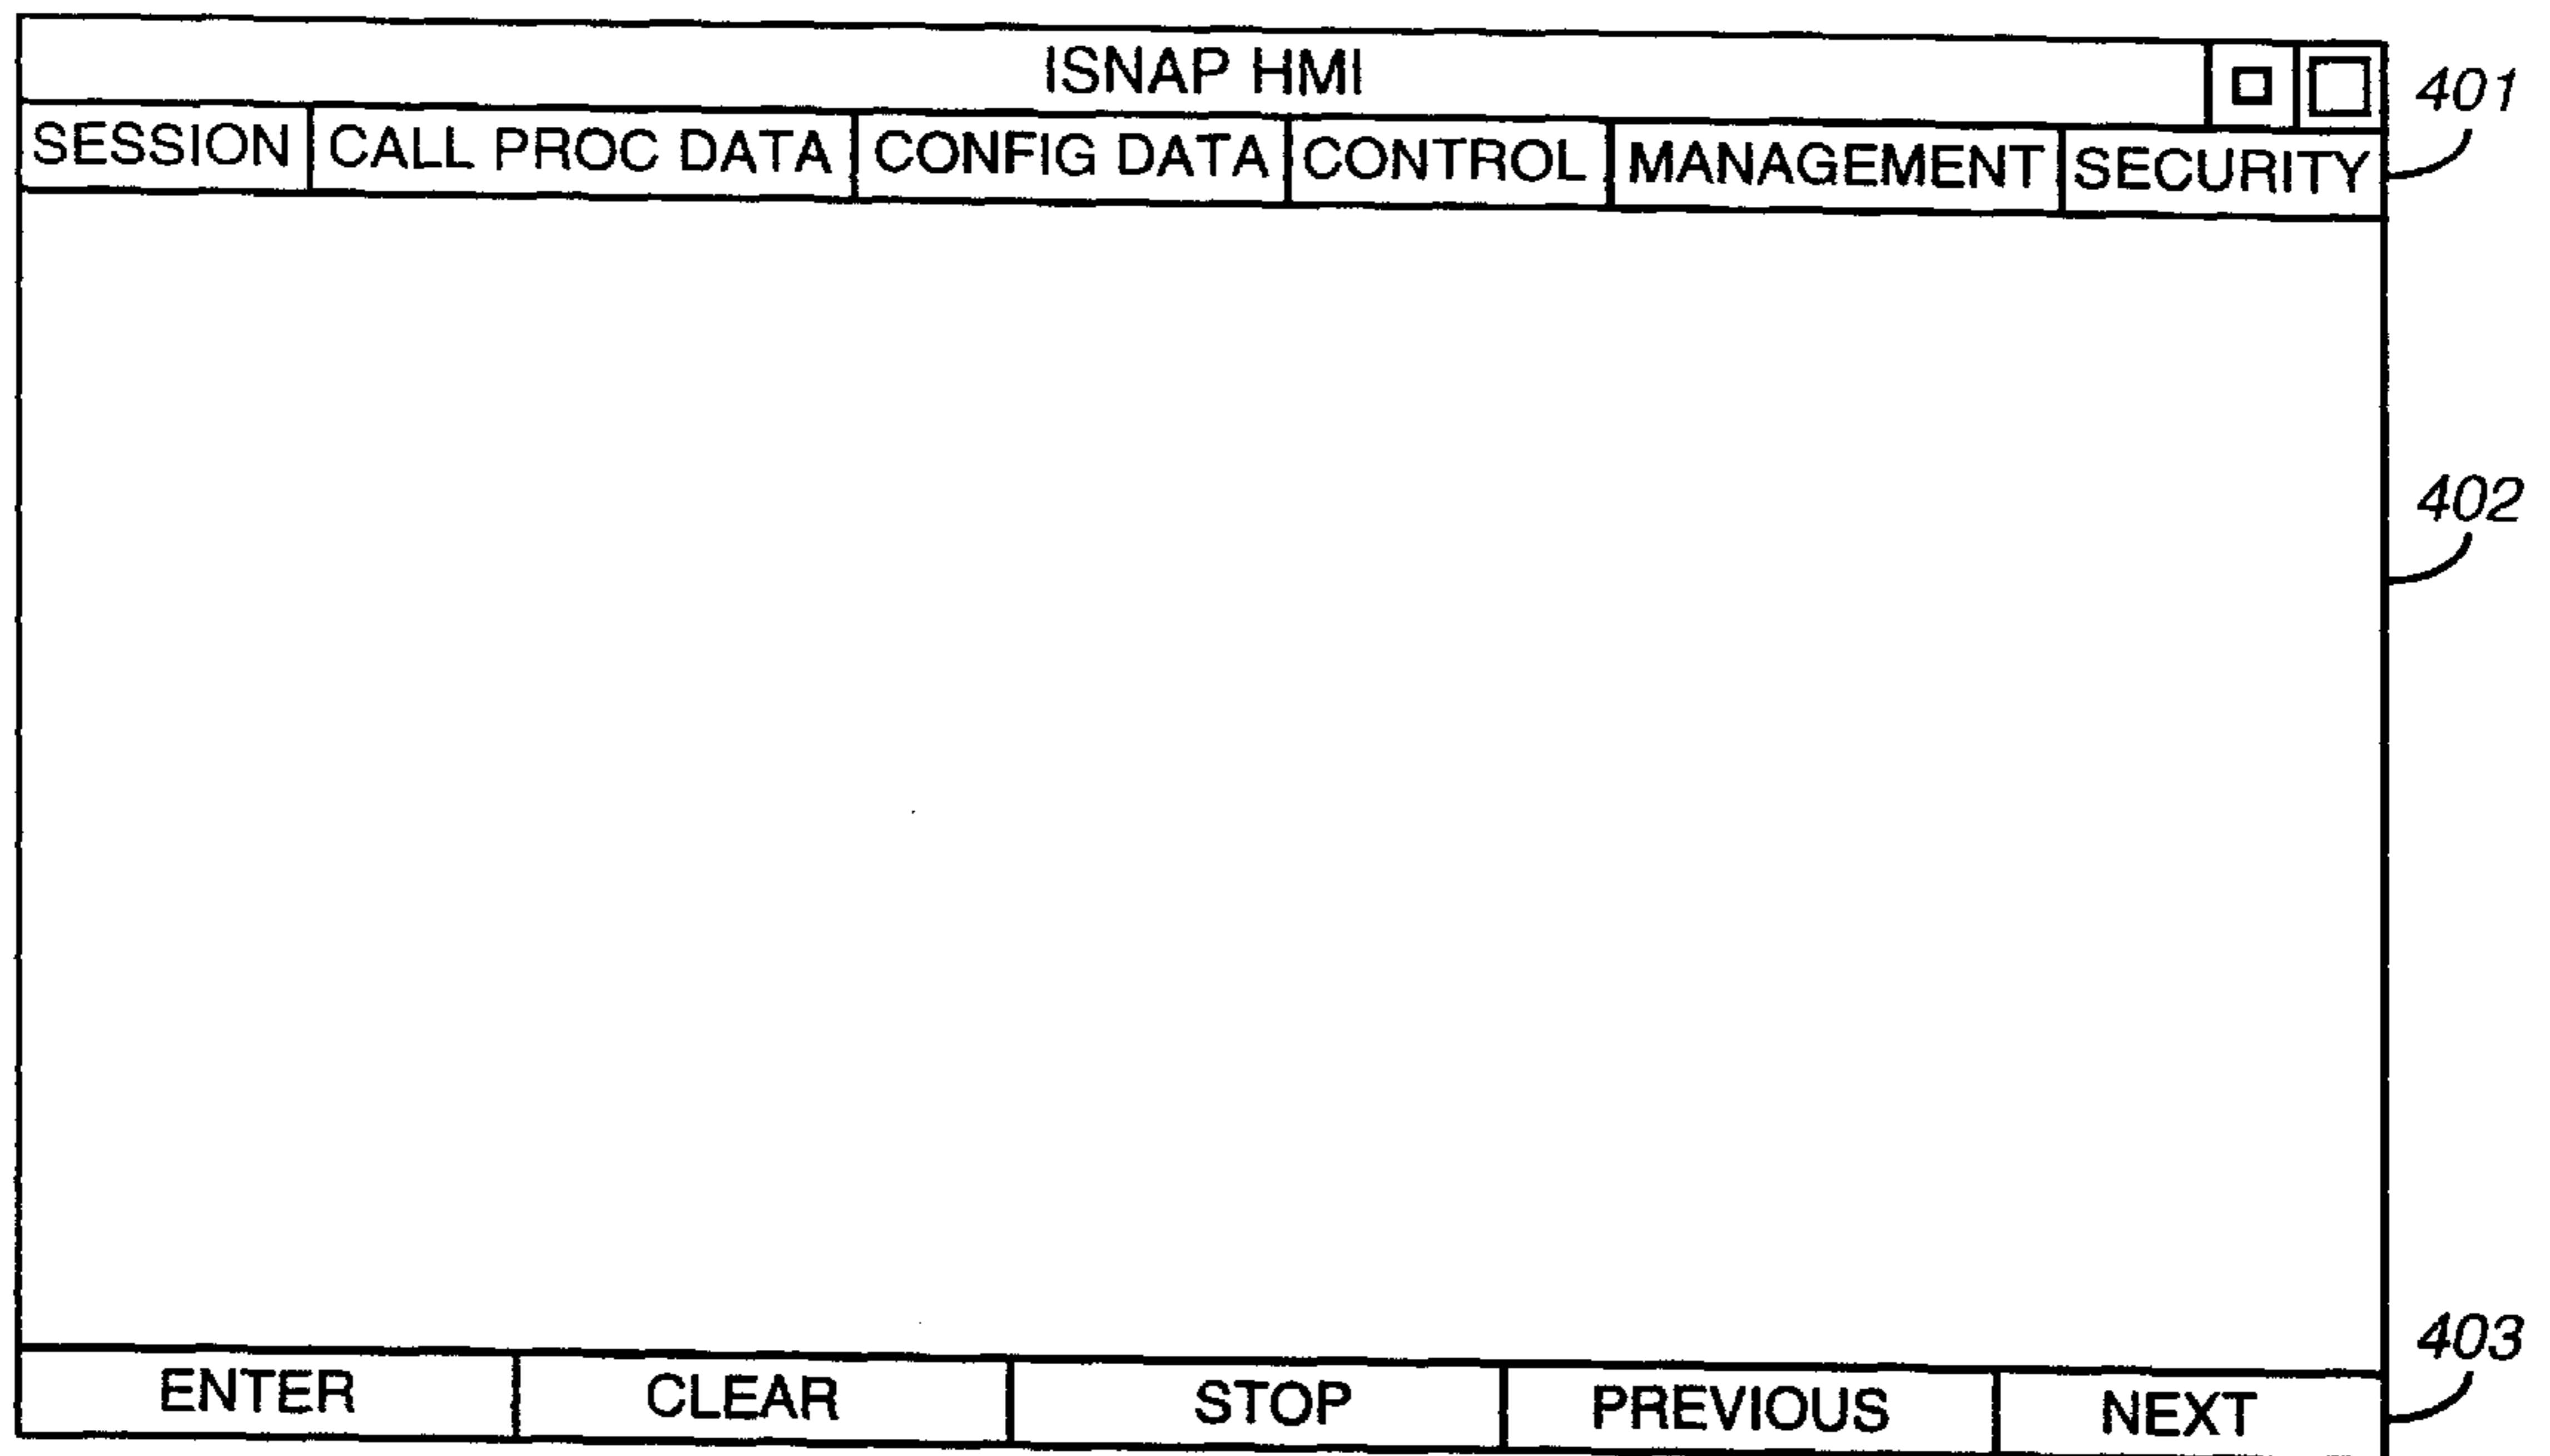 ISNAP HMI
401
SESSION CALL PROC DATA CONFIG DATA CONTROL MANAGEMENT SECURITY
402
403
ENTER CLEAR STOP PREVIOUS NEXT